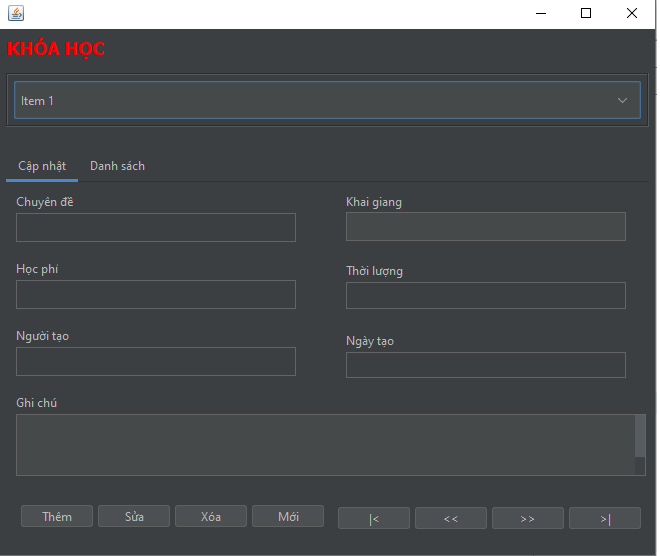 KHÓA HỌC
Item 1
Cập nhật Danh sách
Chuyên đề Khai giang
Học phí Thời lượng
Người tạo Ngày tạo
Ghi chú
Thêm Sửa Xóa Mới |< << >> >|